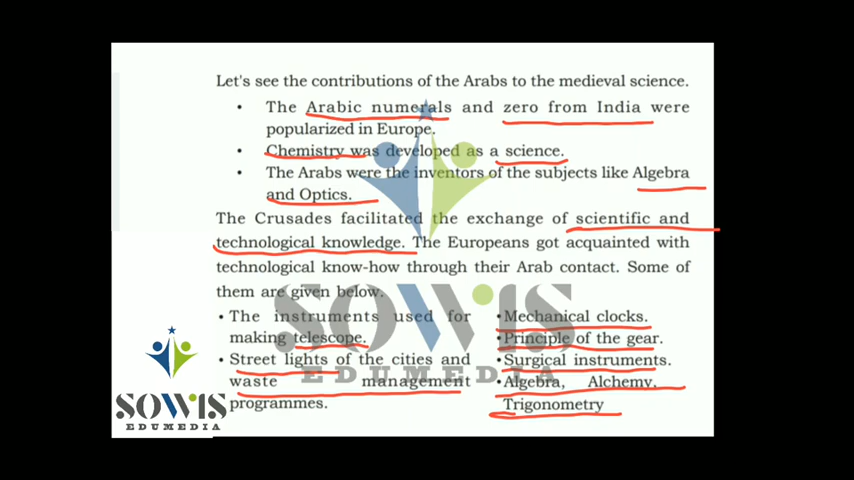 Let's see the contributions of the Arabs to the medieval science.
• The Arabic numerals and zero from India were
popularized in Europe.
• Chemistry was developed as a science.
• The Arabs were the inventors of the subjects like Algebra
and Optics.
The Crusades facilitated the exchange of scientific and
technological knowledge. The Europeans got acquainted with
technological know-how through their Arab contact. Some of
them are given below.
• The instruments used for
making telescope.
• Street lights of the cities and
waste management
programmes.
• Mechanical clocks.
• Principle of the gear.
• Surgical instruments.
• Algebra, Alchemy.
Trigonometry
SOWIS
EDUMEDIA
SOWIS
EDUMEDIA